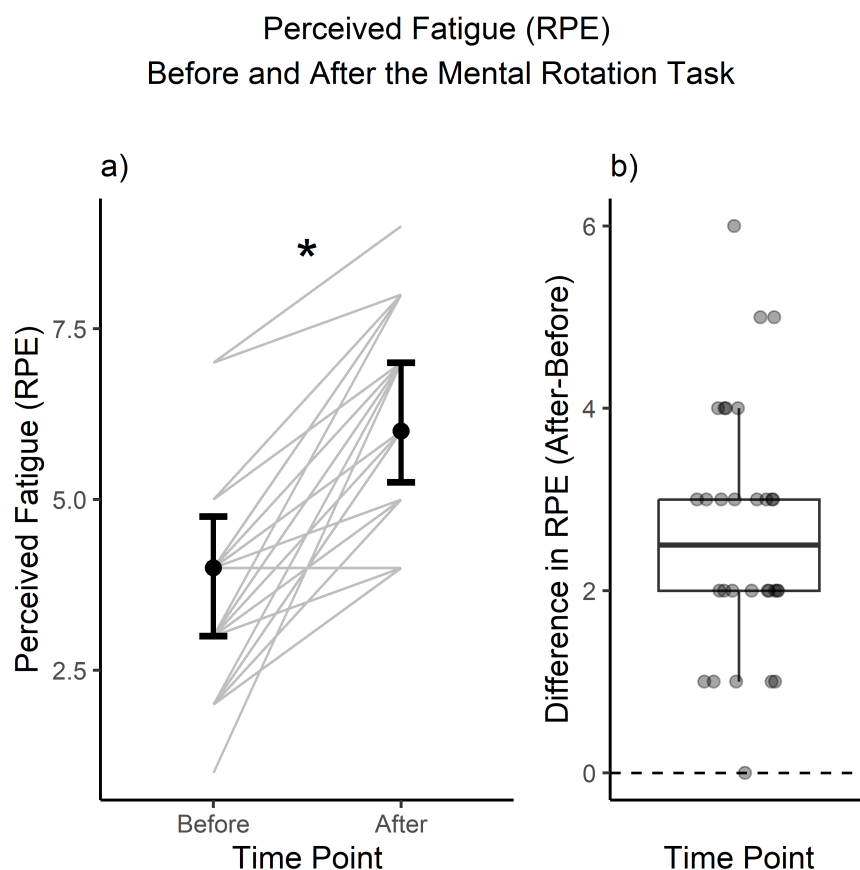 Perceived Fatigue (RPE)
Before and After the Mental Rotation Task
a)
*
Perceived Fatigue (RPE)
7.5
5.0
2.5
Before
After
Time Point
b)
Difference in RPE (After-Before)
6
4
2
0
Time Point